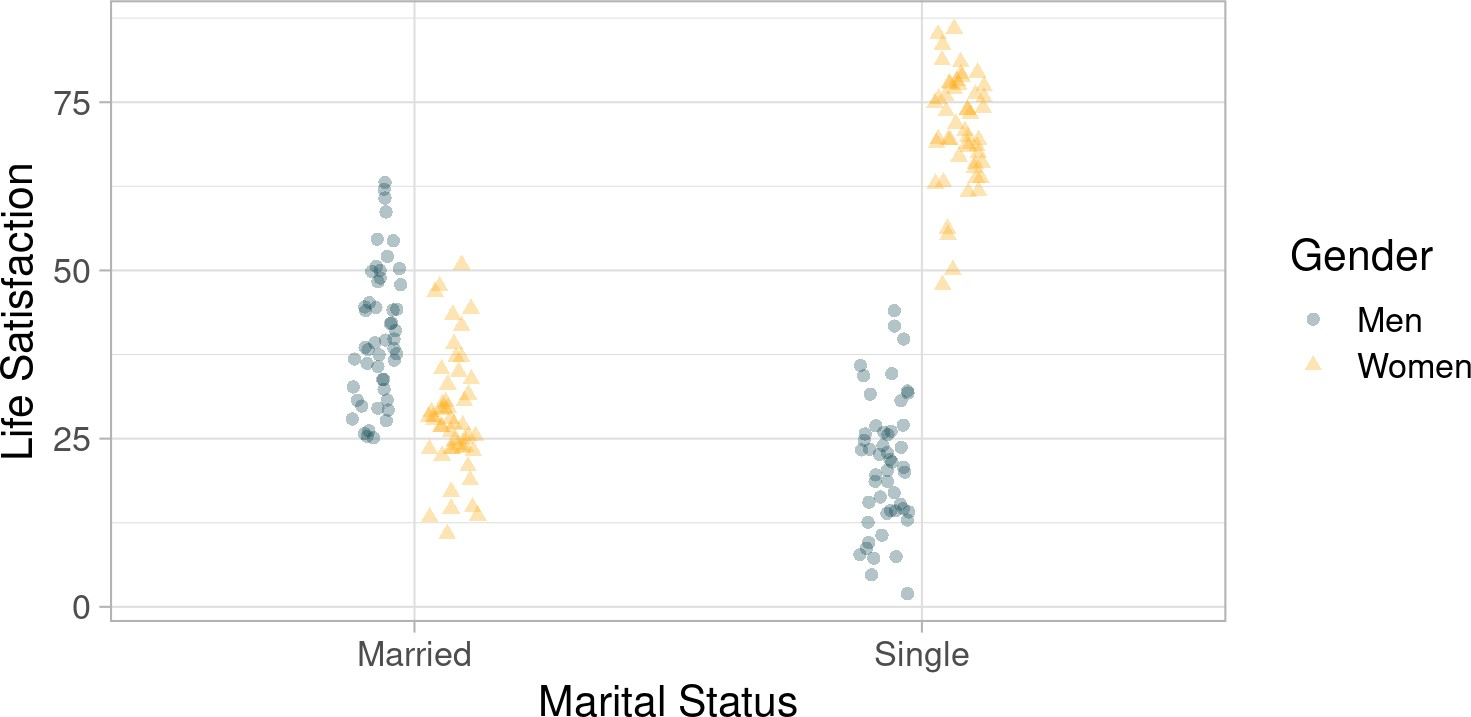 Life Satisfaction
75
50
25
0
Married
Single
Marital Status
Gender
Men
Women